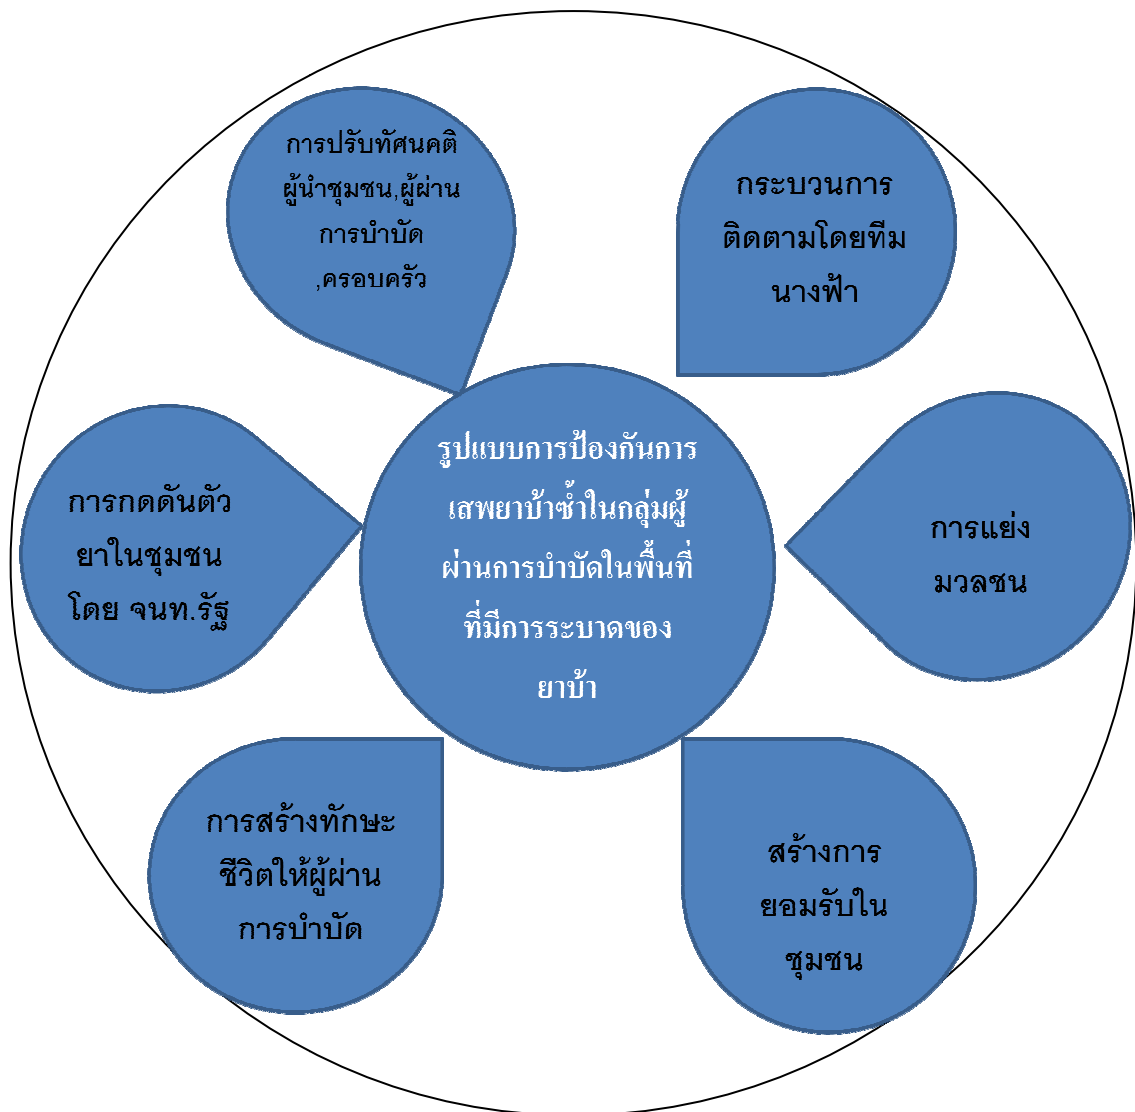 การปรับทัศนคติ
ผู้นำชุมชน,ผู้ผ่าน
การบำบัด
,ครอบครัว
กระบวนการ
ติดตามโดยทีม
นางฟ้า
การกดดันตัว
ยาในชุมชน
โดย จนท.รัฐ
รูปแบบการป้องกันการ
เสพยาบ้าซ้ำในกลุ่มผู้
ผ่านการบำบัดในพื้นที่
ที่มีการระบาดของ
ยาบ้า
การแย่ง
มวลชน
การสร้างทักษะ
ชีวิตให้ผู้ผ่าน
การบำบัด
สร้างการ
ยอมรับใน
ชุมชน